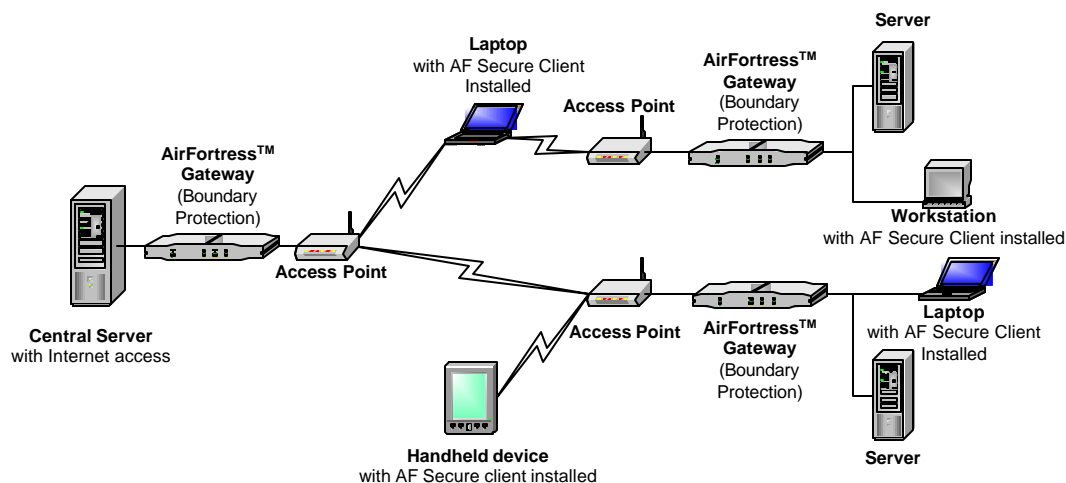 Server
Laptop
with AF Secure Client
Installed
AirFortress™
Gateway
(Boundary
Protection)
Access Point
AirFortress™
Gateway
(Boundary
Protection)
Workstation
with AF Secure Client installed
Access Point
Central Server
with Internet access
Access Point
AirFortress™
Gateway
(Boundary
Protection)
Laptop
with AF Secure Client
Installed
Handheld device
with AF Secure client installed
Server